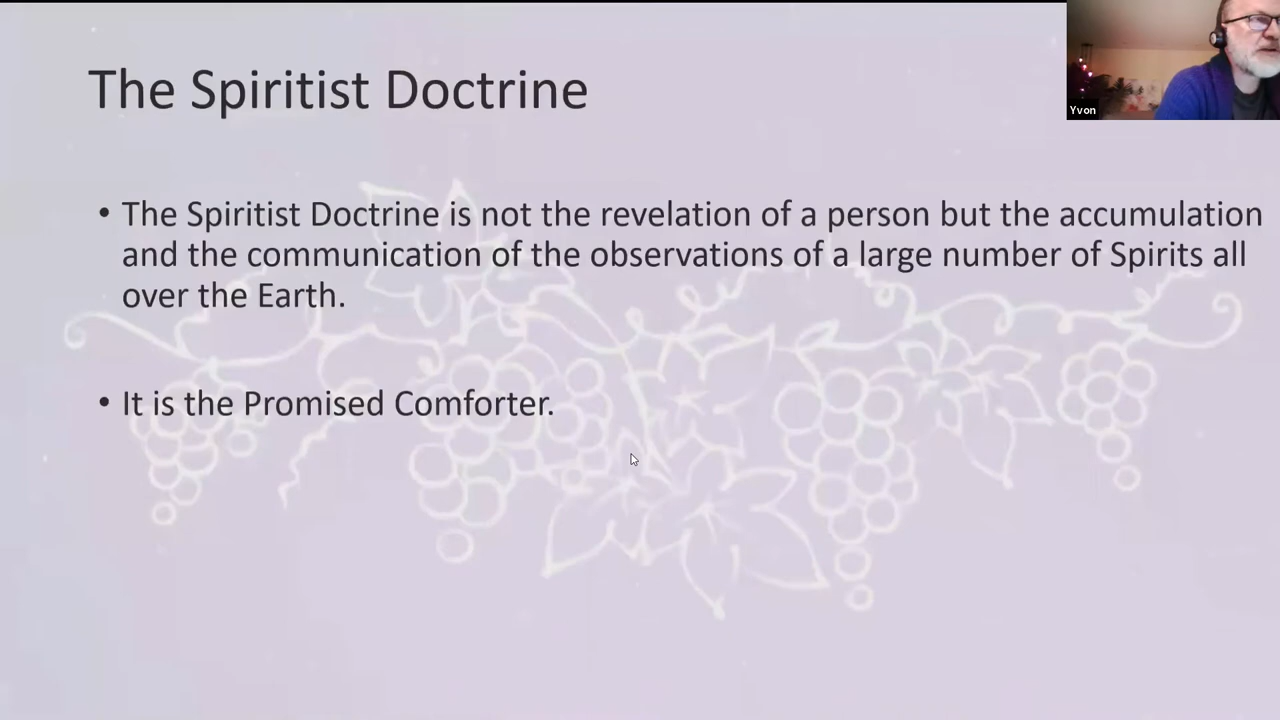 The Spiritist Doctrine
Yvon
• The Spiritist Doctrine is not the revelation of a person but the accumulation
and the communication of the observations of a large number of Spirits all
over the Earth.
• It is the Promised Comforter.